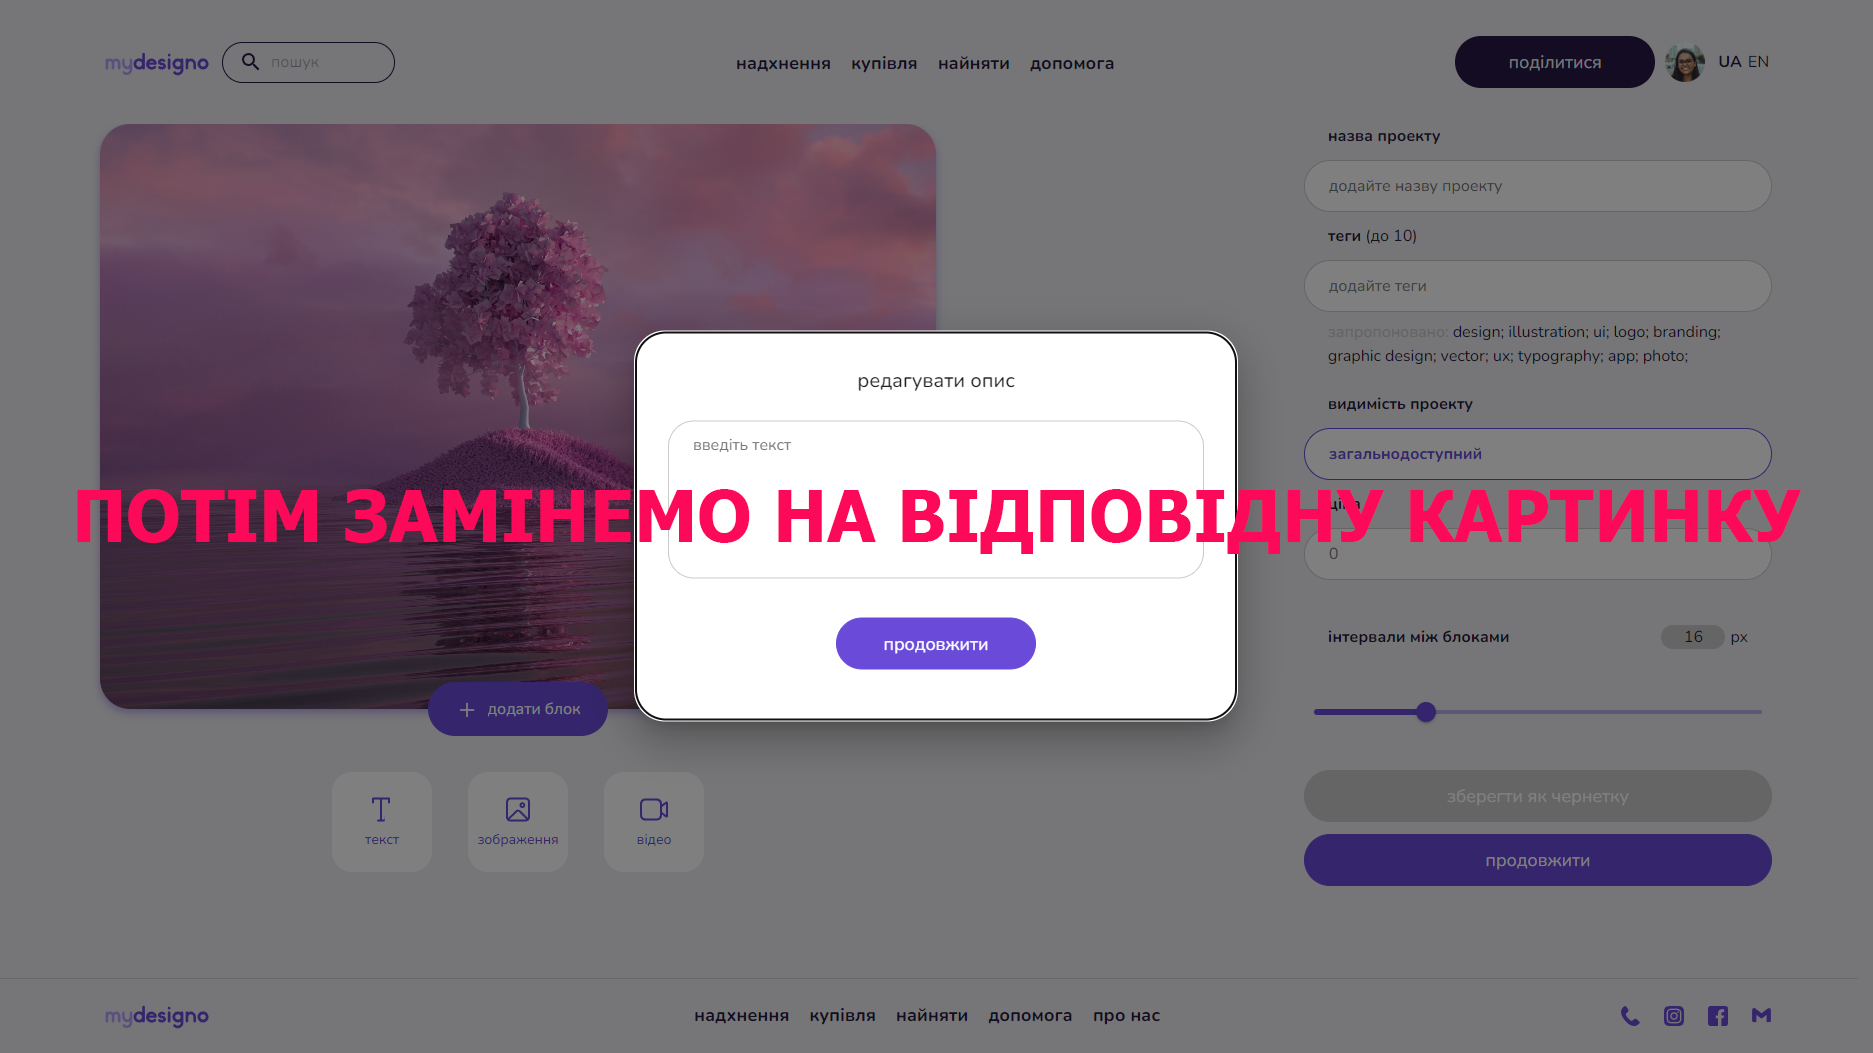 mydesigno
пошук
надхнення купівля найняти допомога
поділитися
UA EN
назва проекту
додайте назву проекту
теги (до 10)
додайте теги
запропоновано: design; illustration; ui; logo; branding;
graphic design; vector; ux; typography; app; photo;
видимість проекту
загальнодоступний
ціна
0
інтервали між блоками 16 px
зберегти як чернетку
продовжити
редагувати опис
введіть текст
ПОТІМ ЗАМІНЕМО НА ВІДПОВІДНУ КАРТИНКУ
продовжити
+ додати блок
текст
зображення
відео
mydesigno
надхнення купівля найняти допомога про нас